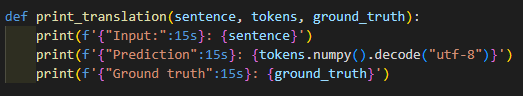 def print_translation(sentence, tokens, ground_truth):
    print(f'{"Input:":15s}: {sentence}')
    print(f'{"Prediction":15s}: {tokens.numpy().decode("utf-8")}')
    print(f'{"Ground truth":15s}: {ground_truth}')